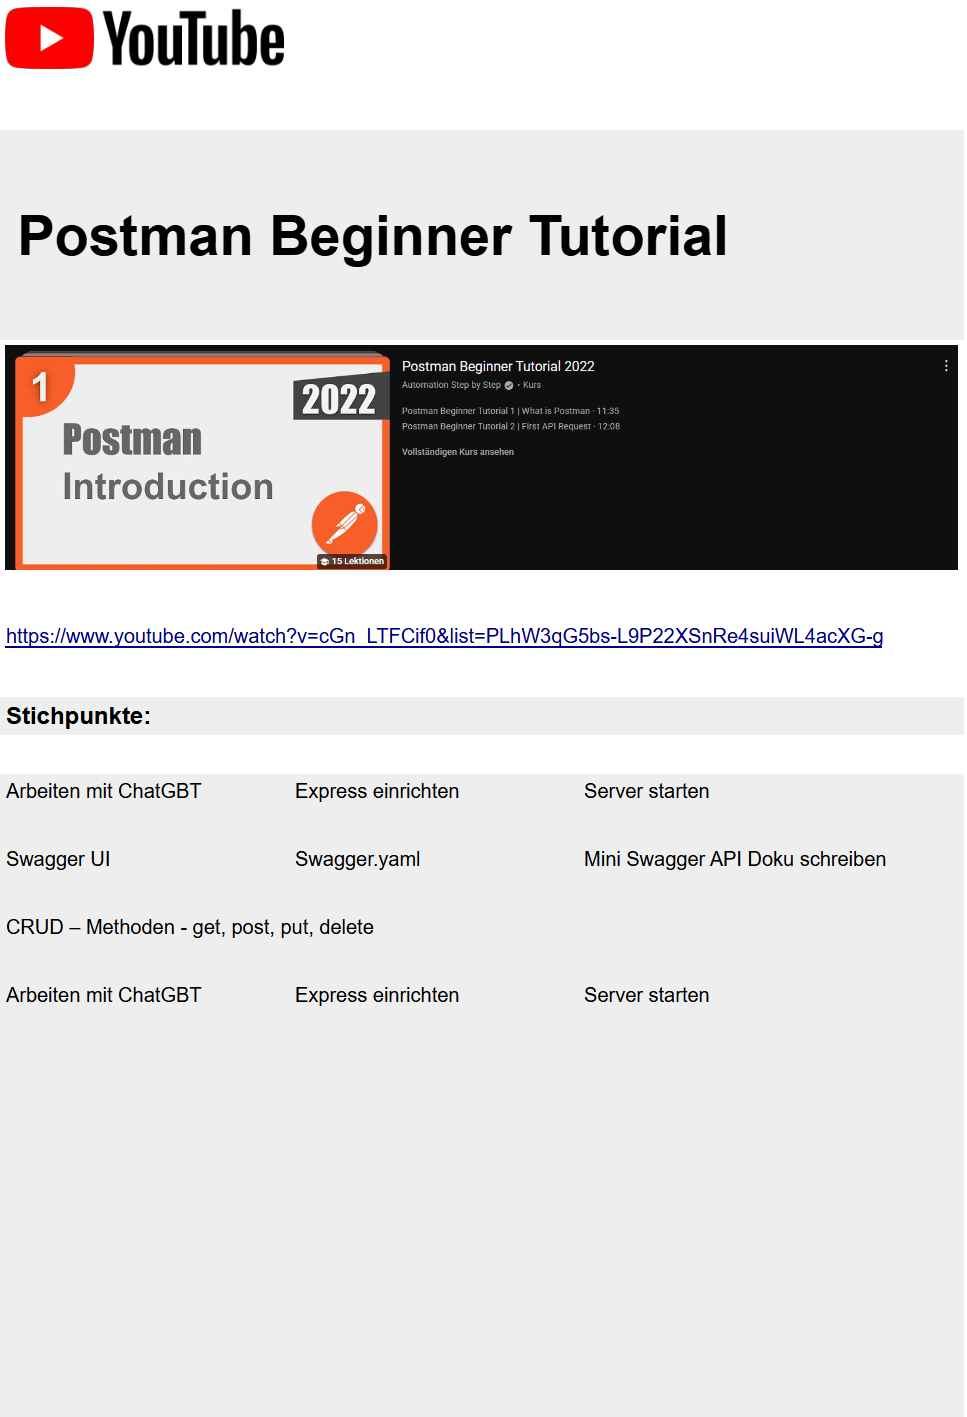 YouTube
Postman Beginner Tutorial
1
2022
Postman
Introduction
15 Lektionen
Postman Beginner Tutorial 2022
Automation Step by Step • Kurs
Postman Beginner Tutorial 1 | What is Postman · 11:35
Postman Beginner Tutorial 2 | First API Request · 12:08
Vollständigen Kurs ansehen
https://www.youtube.com/watch?v=cGn_LTFCif0&list=PLhW3qG5bs-L9P22XSnRe4suiWL4acXG-g
Stichpunkte:
Arbeiten mit ChatGBT Express einrichten Server starten
Swagger UI Swagger.yaml Mini Swagger API Doku schreiben
CRUD – Methoden - get, post, put, delete
Arbeiten mit ChatGBT Express einrichten Server starten